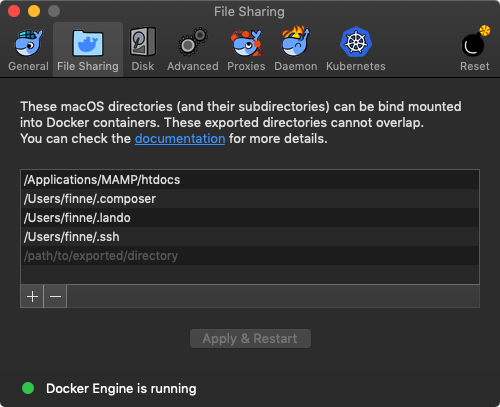 File Sharing
General
File Sharing
Disk
Advanced
Proxies
Daemon
Kubernetes
Reset
These macOS directories (and their subdirectories) can be bind mounted
into Docker containers. These exported directories cannot overlap.
You can check the documentation for more details.
/Applications/MAMP/htdocs
/Users/finne/.composer
/Users/finne/.lando
/Users/finne/.ssh
/path/to/exported/directory
Apply & Restart
Docker Engine is running